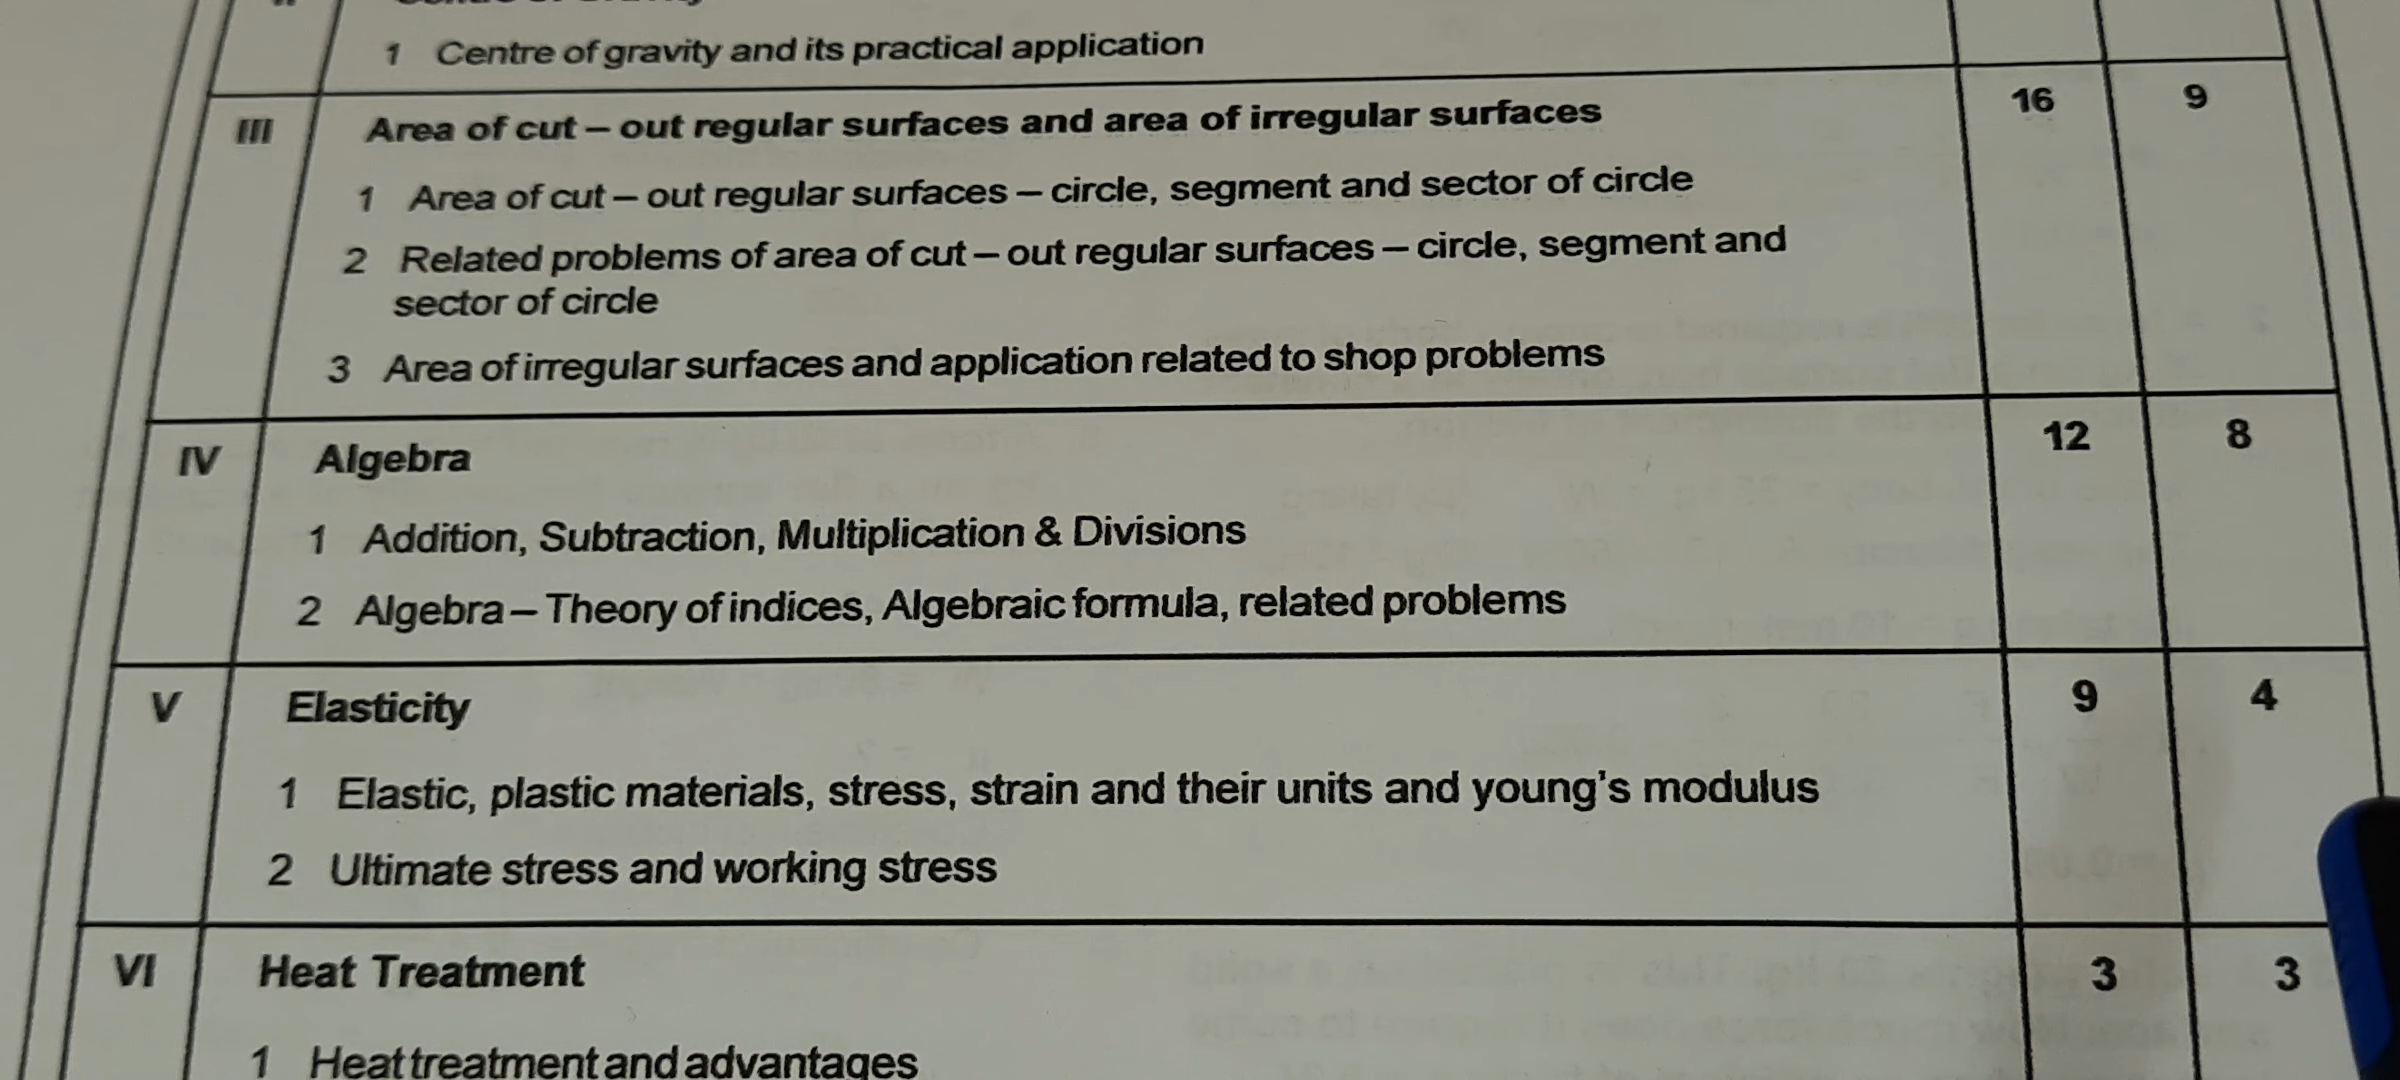 1 Centre of gravity and its practical application
III Area of cut – out regular surfaces and area of irregular surfaces 16 9
1 Area of cut – out regular surfaces – circle, segment and sector of circle
2 Related problems of area of cut – out regular surfaces – circle, segment and
sector of circle
3 Area of irregular surfaces and application related to shop problems
IV Algebra 12 8
1 Addition, Subtraction, Multiplication & Divisions
2 Algebra – Theory of indices, Algebraic formula, related problems
V Elasticity 9 4
1 Elastic, plastic materials, stress, strain and their units and young's modulus
2 Ultimate stress and working stress
VI Heat Treatment 3 3
1 Heat treatment and advantages